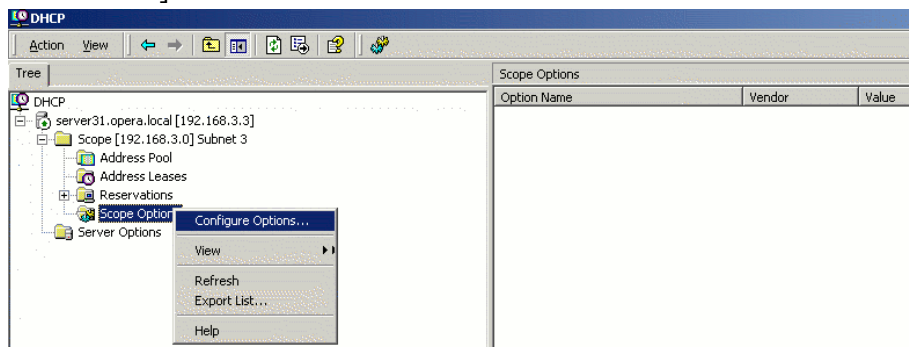 DHCP
Action View
Tree
Scope Options
DHCP
Option Name Vendor Value
server31.opera.local [192.168.3.3]
Scope [192.168.3.0] Subnet 3
Address Pool
Address Leases
Reservations
Scope Option
Configure Options...
Server Options
View
Refresh
Export List...
Help